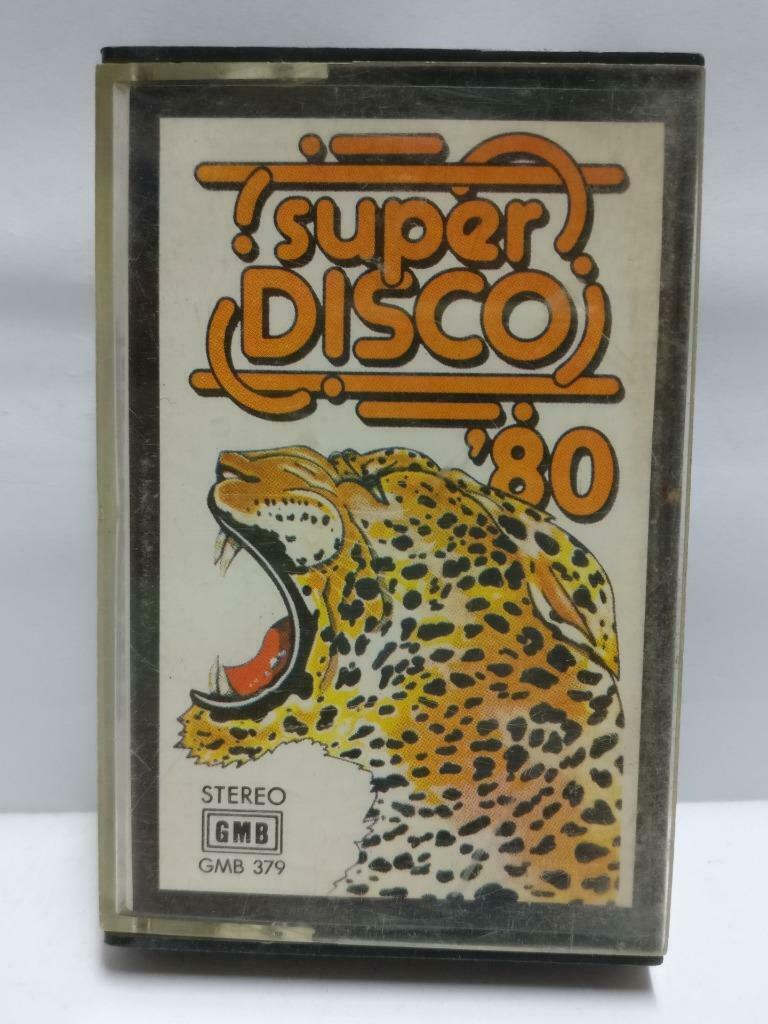 super
DISCO
'80
STEREO
GMB
GMB 379